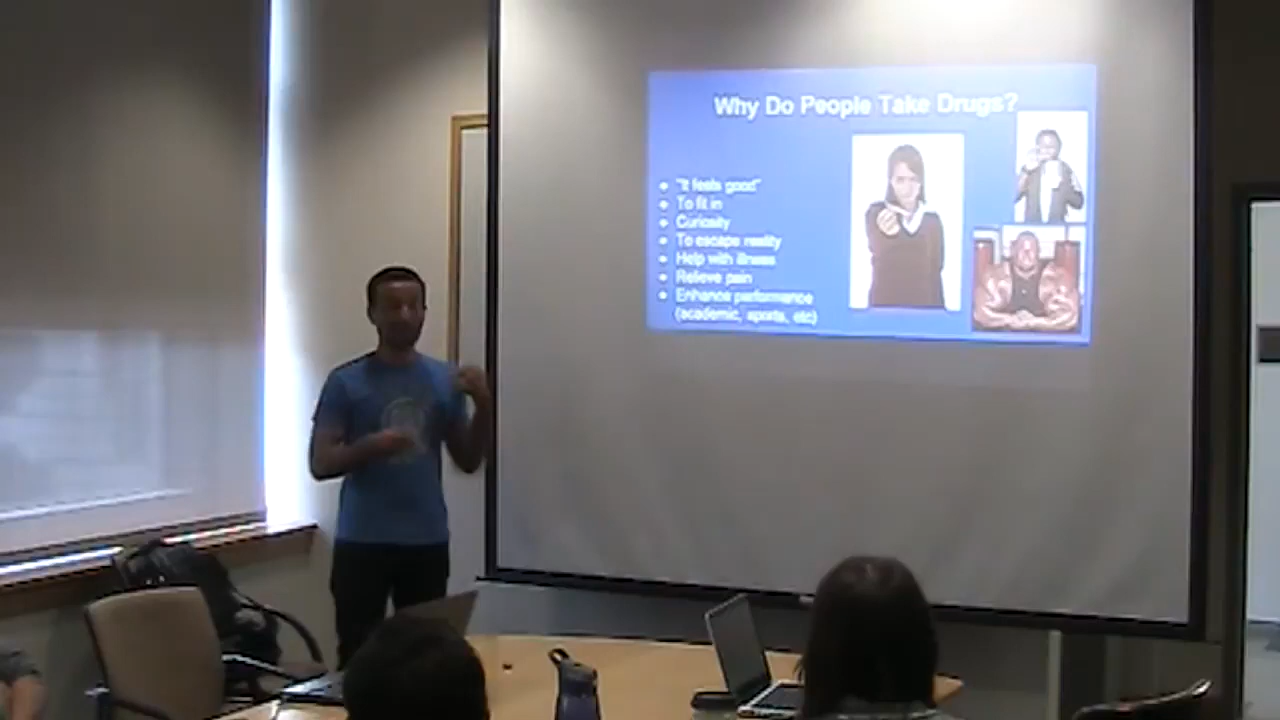 Why Do People Take Drugs?
"It feels good"
To fit in
Curiosity
To escape reality
Help with illness
Relieve pain
Enhance performance
(academic, sports, etc)